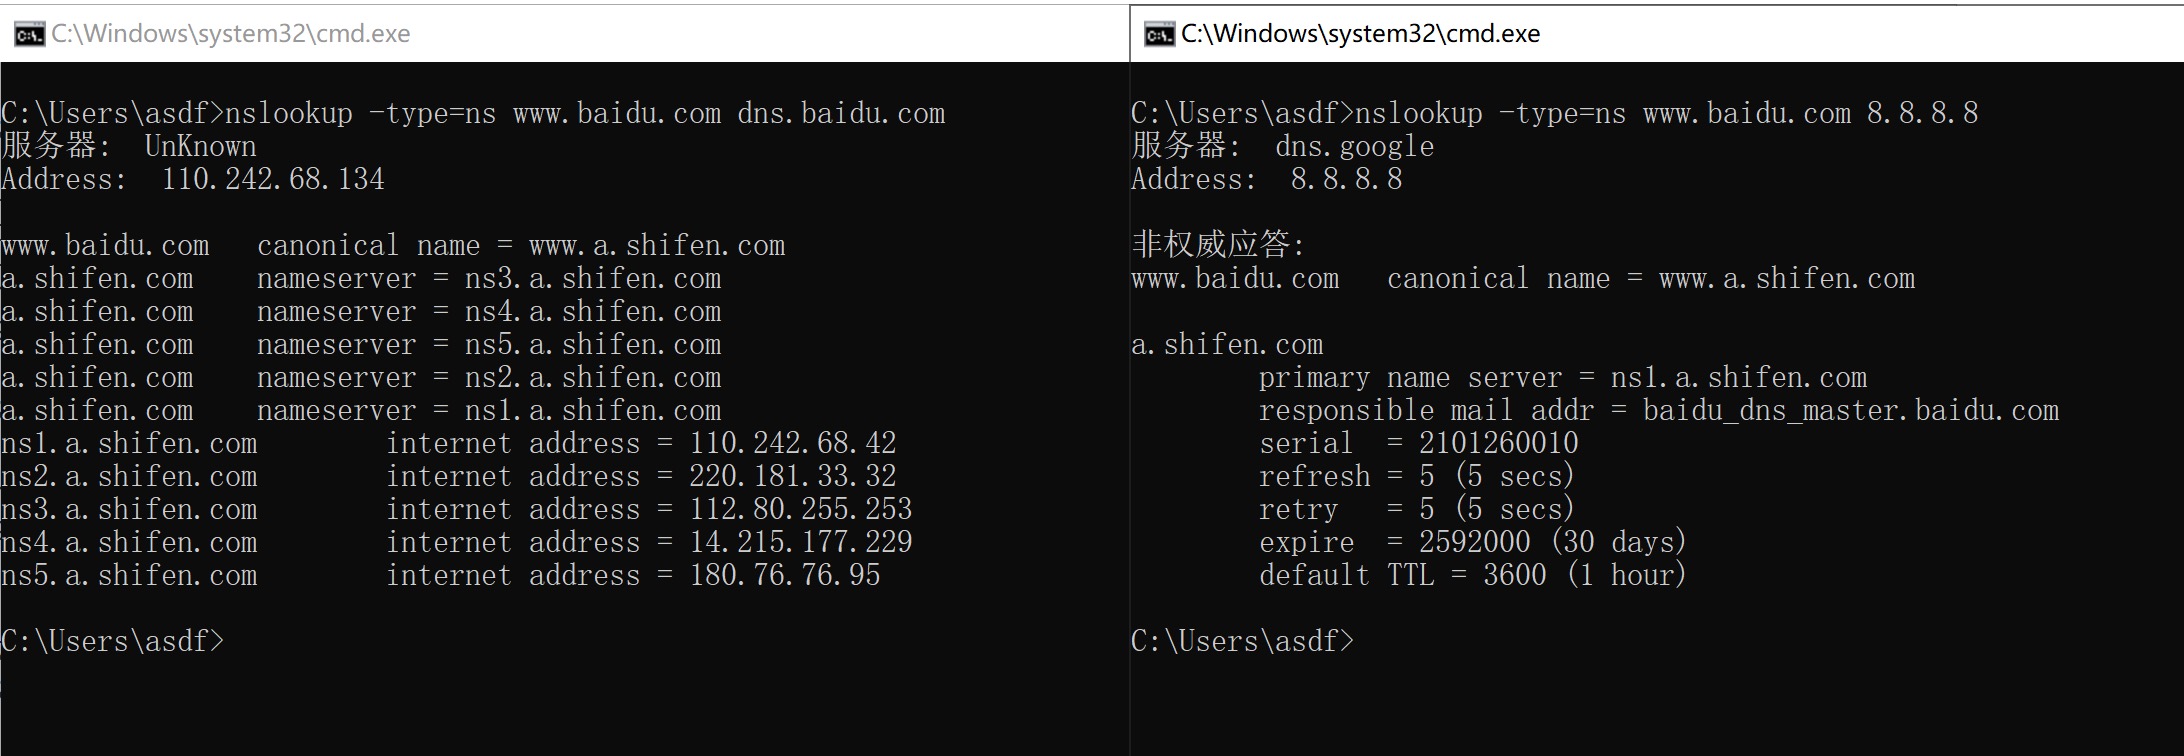 C:\Windows\system32\cmd.exe
C:\Users\asdf>nslookup -type=ns www.baidu.com dns.baidu.com
服务器:  UnKnown
Address:  110.242.68.134
www.baidu.com   canonical name = www.a.shifen.com
a.shifen.com    nameserver = ns3.a.shifen.com
a.shifen.com    nameserver = ns4.a.shifen.com
a.shifen.com    nameserver = ns5.a.shifen.com
a.shifen.com    nameserver = ns2.a.shifen.com
a.shifen.com    nameserver = ns1.a.shifen.com
ns1.a.shifen.com        internet address = 110.242.68.42
ns2.a.shifen.com        internet address = 220.181.33.32
ns3.a.shifen.com        internet address = 112.80.255.253
ns4.a.shifen.com        internet address = 14.215.177.229
ns5.a.shifen.com        internet address = 180.76.76.95
C:\Users\asdf>
C:\Windows\system32\cmd.exe
C:\Users\asdf>nslookup -type=ns www.baidu.com 8.8.8.8
服务器:  dns.google
Address:  8.8.8.8
非权威应答:
www.baidu.com   canonical name = www.a.shifen.com
a.shifen.com
primary name server = ns1.a.shifen.com
responsible mail addr = baidu_dns_master.baidu.com
serial  = 2101260010
refresh = 5 (5 secs)
retry   = 5 (5 secs)
expire  = 2592000 (30 days)
default TTL = 3600 (1 hour)
C:\Users\asdf>